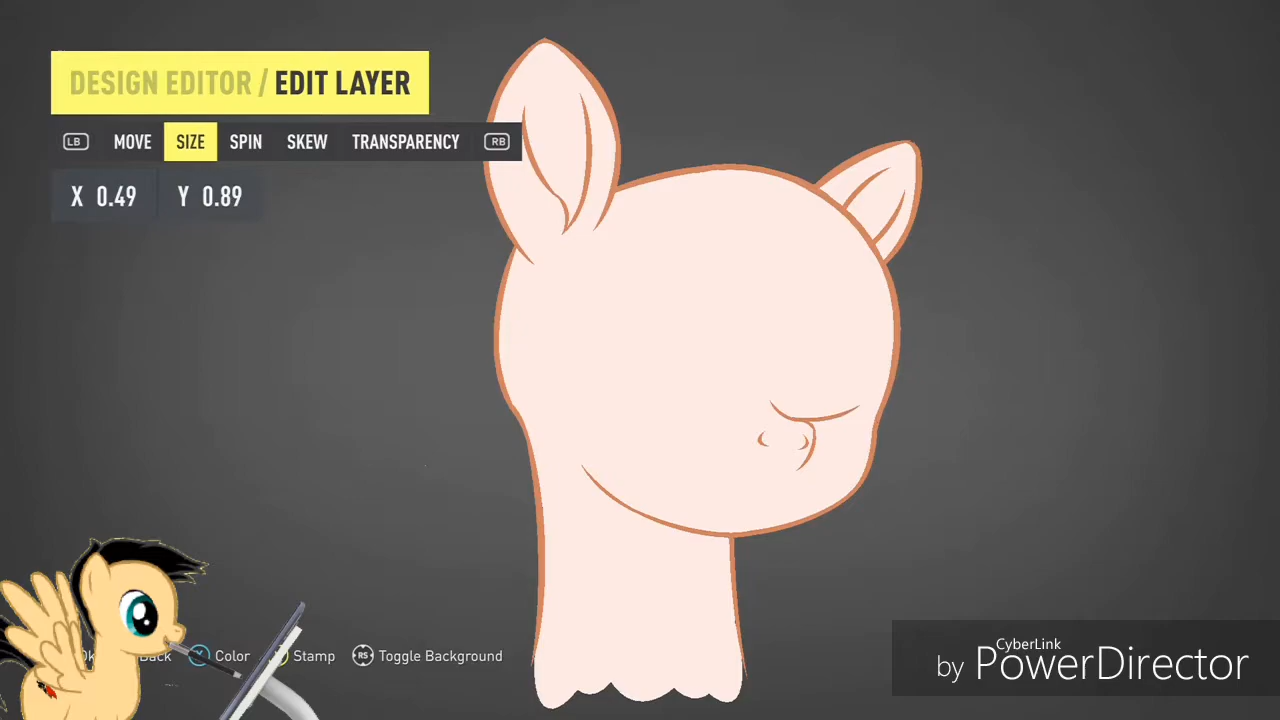 DESIGN EDITOR / EDIT LAYER
LB MOVE SIZE SPIN SKEW TRANSPARENCY RB
X 0.49 Y 0.89
Back X Color Stamp RS Toggle Background
CyberLink
by PowerDirector